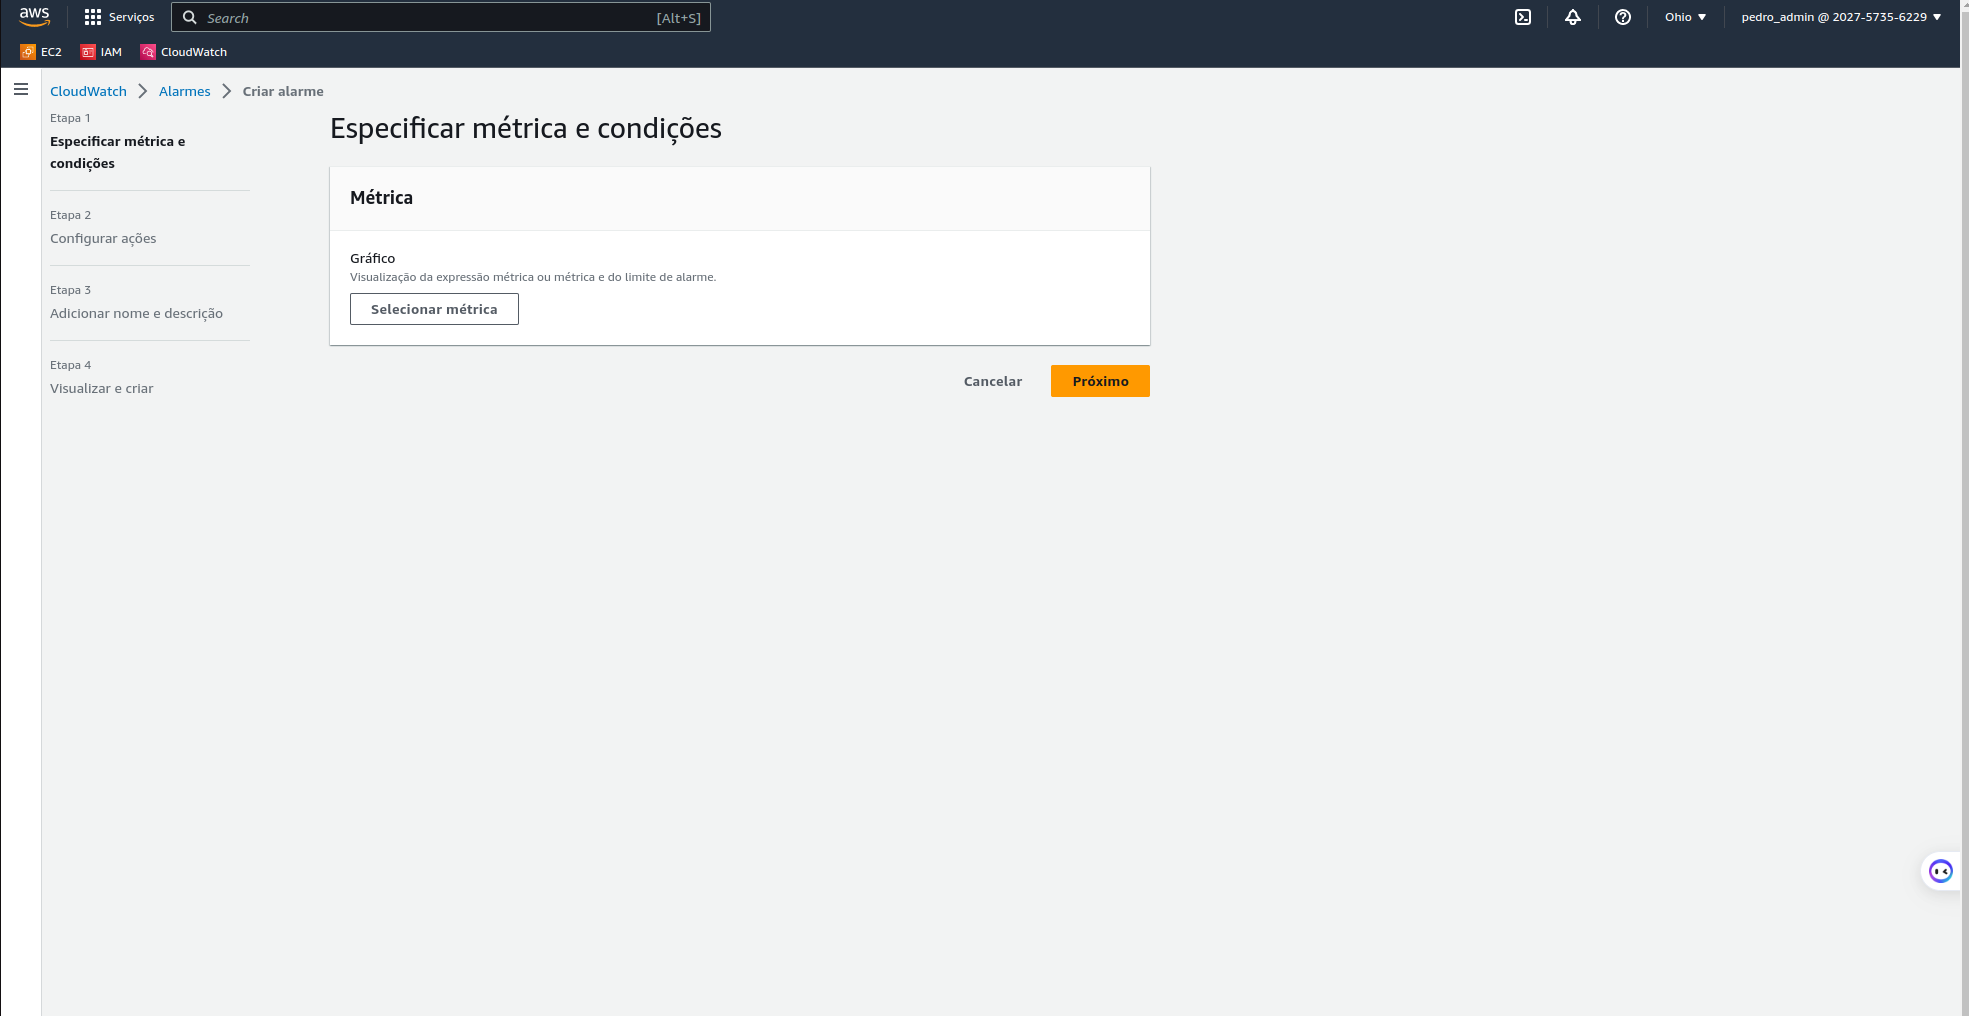 aws
Serviços
Search
[Alt+S]
Ohio
pedro_admin @ 2027-5735-6229
EC2
IAM
CloudWatch
CloudWatch
Alarmes
Criar alarme
Etapa 1
Especificar métrica e
condições
Etapa 2
Configurar ações
Etapa 3
Adicionar nome e descrição
Etapa 4
Visualizar e criar
Especificar métrica e condições
Métrica
Gráfico
Visualização da expressão métrica ou métrica e do limite de alarme.
Selecionar métrica
Cancelar
Próximo